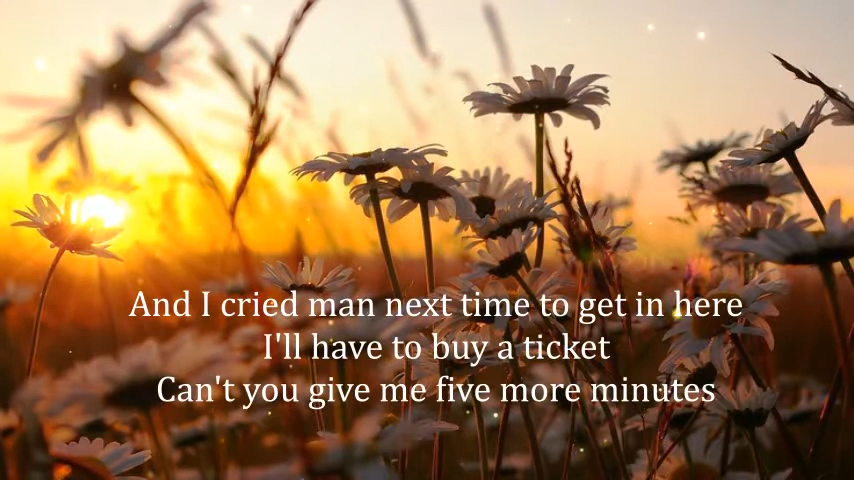 And I cried man next time to get in here
I'll have to buy a ticket
Can't you give me five more minutes